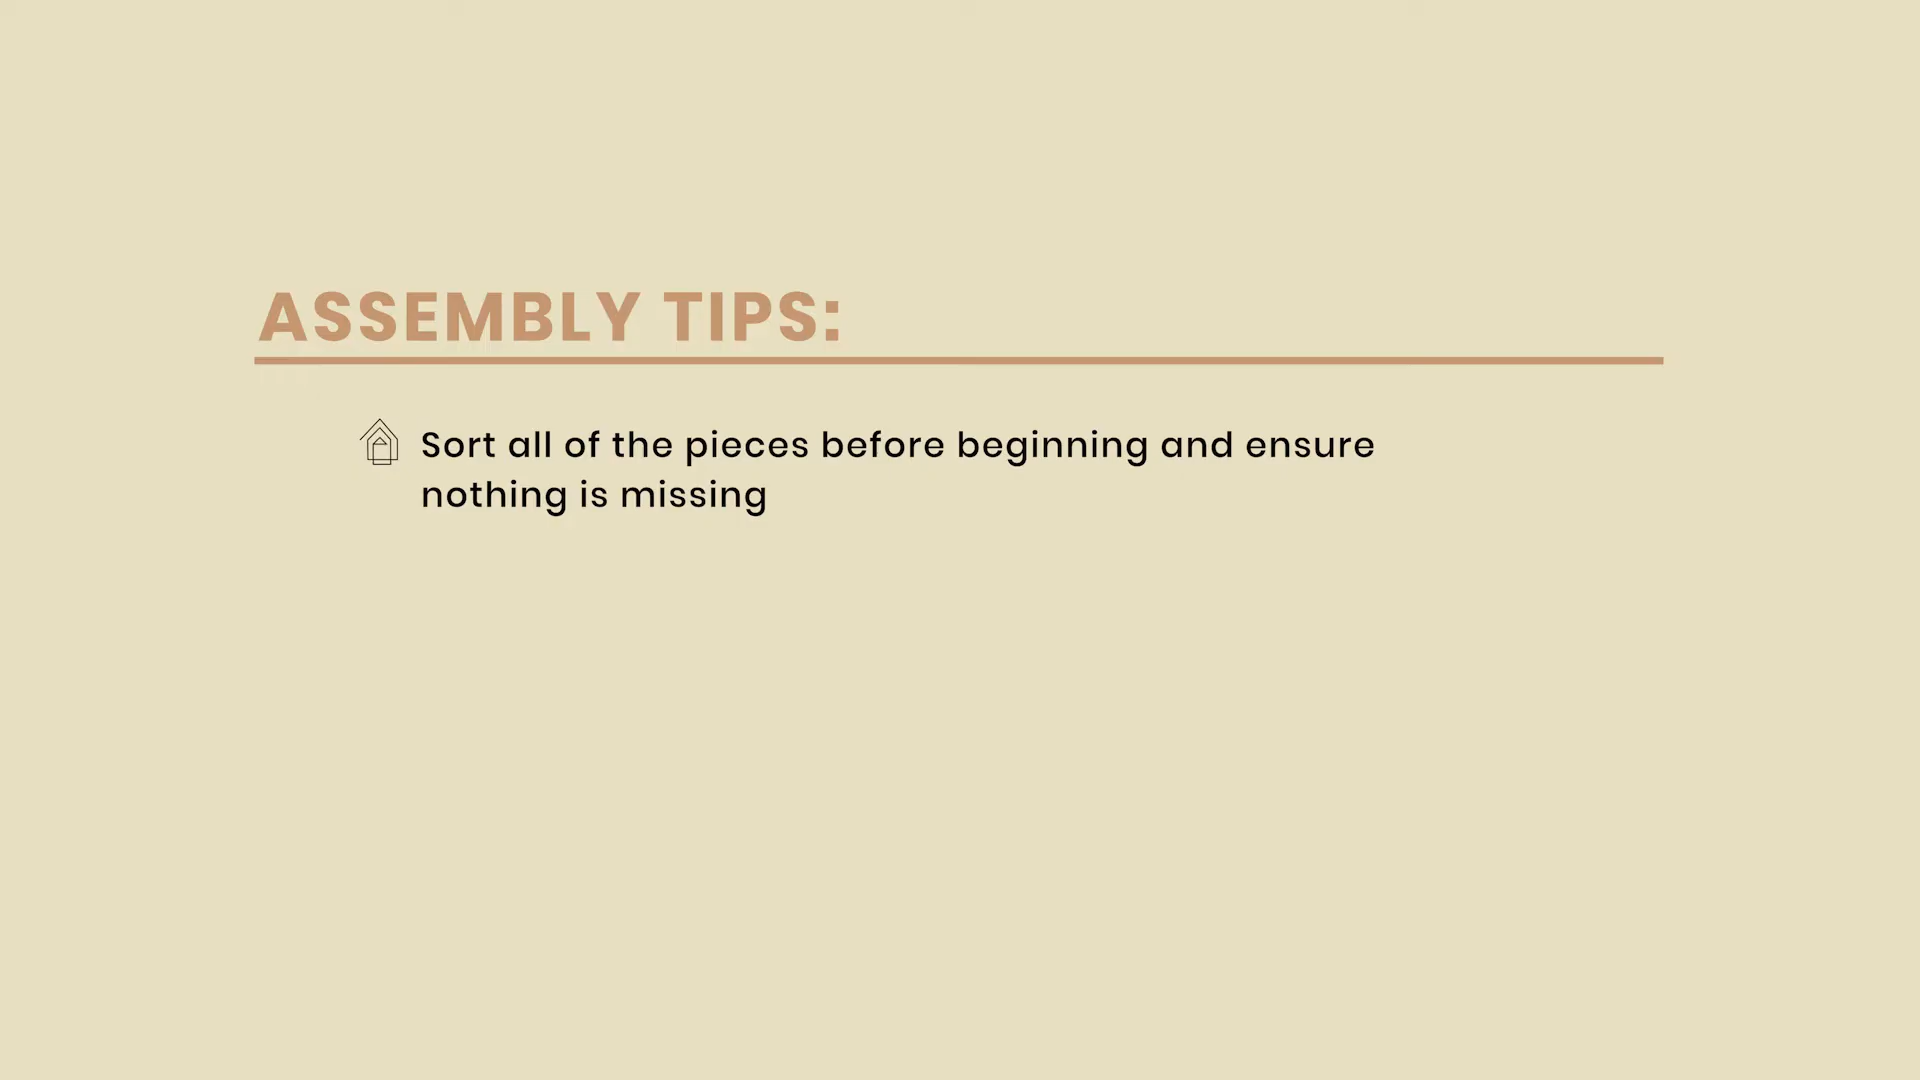 ASSEMBLY TIPS:
Sort all of the pieces before beginning and ensure
nothing is missing